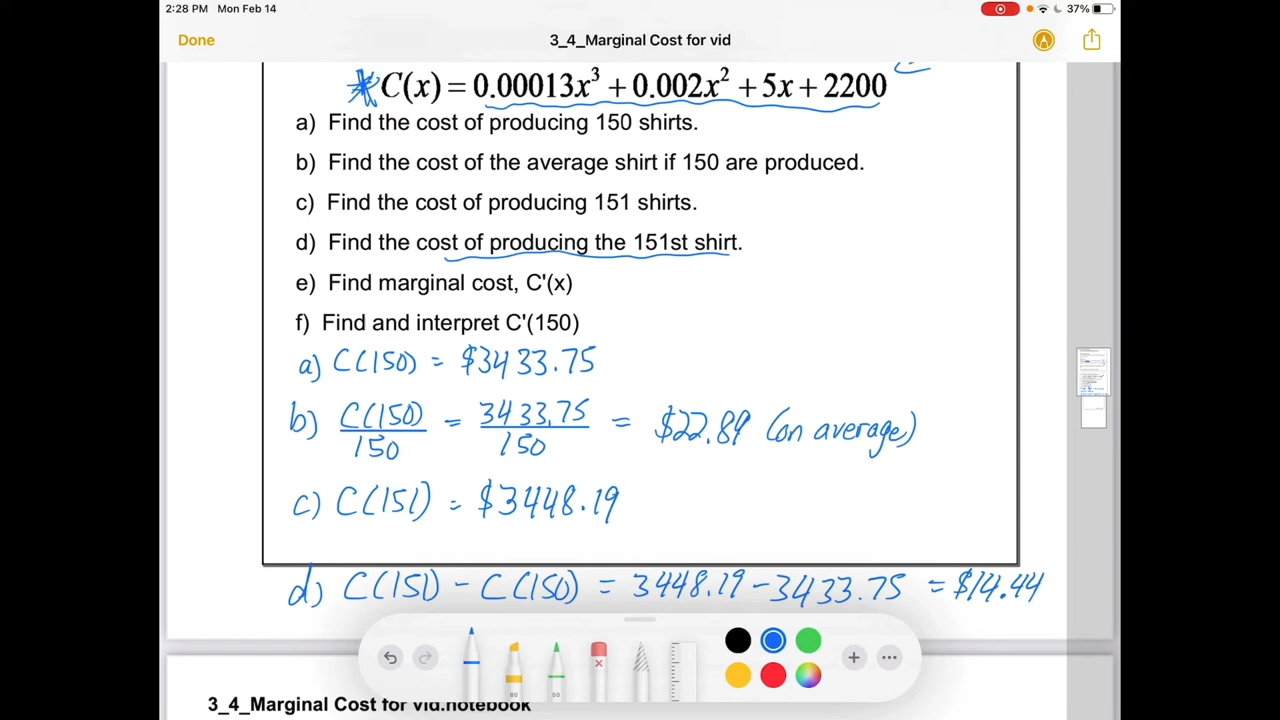 2:28 PM Mon Feb 14
37%
Done
3_4_Marginal Cost for vid
* C(x) = 0.00013x³ + 0.002x² + 5x + 2200
a) Find the cost of producing 150 shirts.
b) Find the cost of the average shirt if 150 are produced.
c) Find the cost of producing 151 shirts.
d) Find the cost of producing the 151st shirt.
e) Find marginal cost, C'(x)
f) Find and interpret C'(150)
a) C(150) = $3433.75
b) C(150)/150 = 3433.75/150 = $22.89 (on average)
c) C(151) = $3448.19
d) C(151) - C(150) = 3448.19 - 3433.75 = $14.44
80
50
3_4_Marginal Cost for vid.notebook